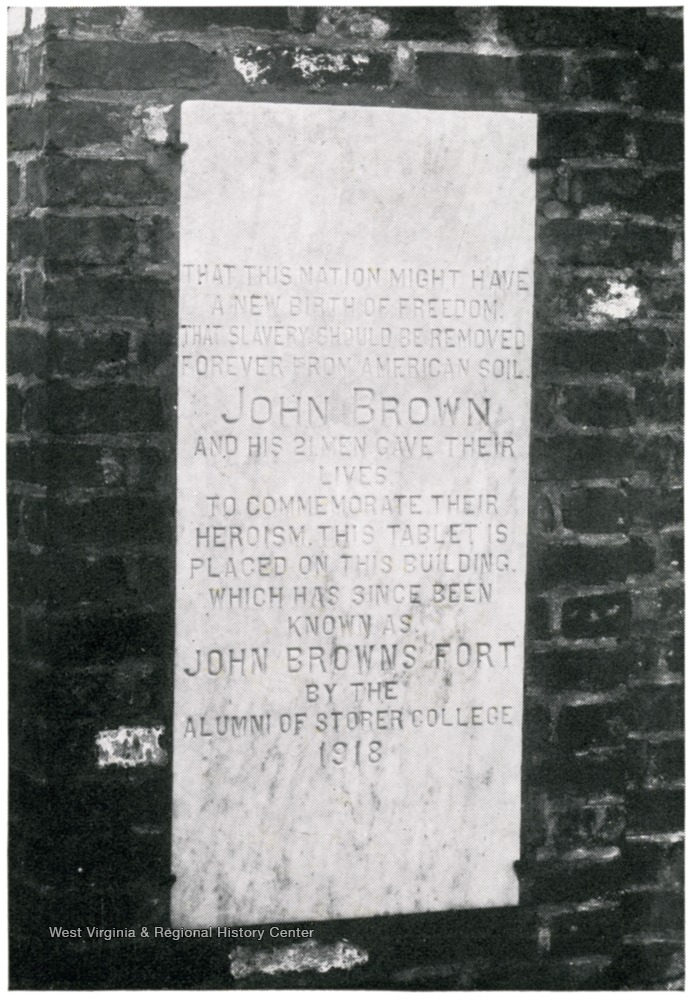 THAT THIS NATION MIGHT HAVE
A NEW BIRTH OF FREEDOM.
THAT SLAVERY SHOULD BE REMOVED
FOREVER FROM AMERICAN SOIL.
JOHN BROWN
AND HIS 21 MEN GAVE THEIR
LIVES.
TO COMMEMORATE THEIR
HEROISM, THIS TABLET IS
PLACED ON THIS BUILDING.
WHICH HAS SINCE BEEN
KNOWN AS.
JOHN BROWNS FORT
BY THE
ALUMNI OF STORER COLLEGE
1918
West Virginia & Regional History Center